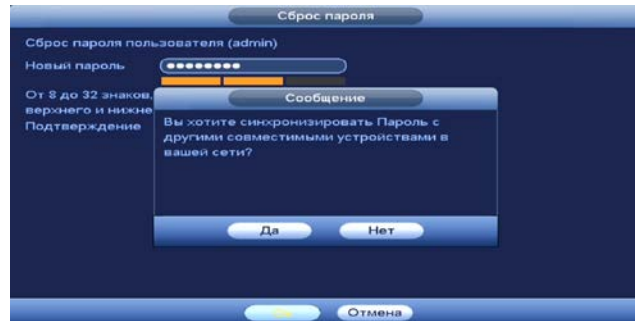 Сброс пароля
Сброс пароля пользователя (admin)
Новый пароль ●●●●●●●●
От 8 до 32 знаков,
верхнего и нижне
Подтверждение
Сообщение
Вы хотите синхронизировать Пароль с
другими совместимыми устройствами в
вашей сети?
Да Нет
Отмена